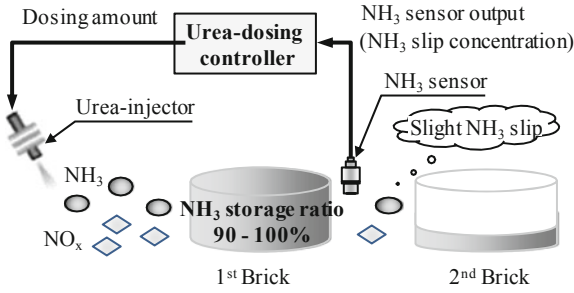 Dosing amount
Urea-dosing
controller
NH₃ sensor output
(NH₃ slip concentration)
NH₃ sensor
Urea-injector
Slight NH₃ slip
NH₃
NOₓ
NH₃ storage ratio
90 - 100%
1ˢᵗ Brick
2ⁿᵈ Brick